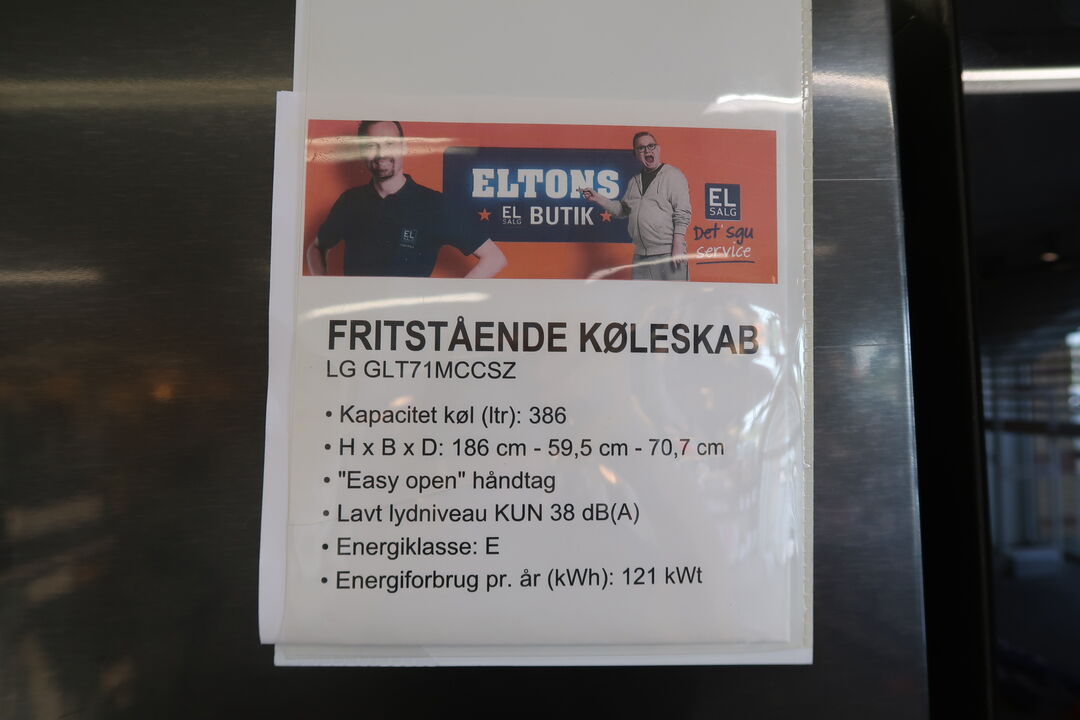 ELTONS
EL SALG BUTIK
EL
SALG
Det' sgu
service
EL
FRITSTÅENDE KØLESKAB
LG GLT71MCCSZ
• Kapacitet køl (ltr): 386
• H x B x D: 186 cm - 59,5 cm - 70,7 cm
• "Easy open" håndtag
• Lavt lydniveau KUN 38 dB(A)
• Energiklasse: E
• Energiforbrug pr. år (kWh): 121 kWt